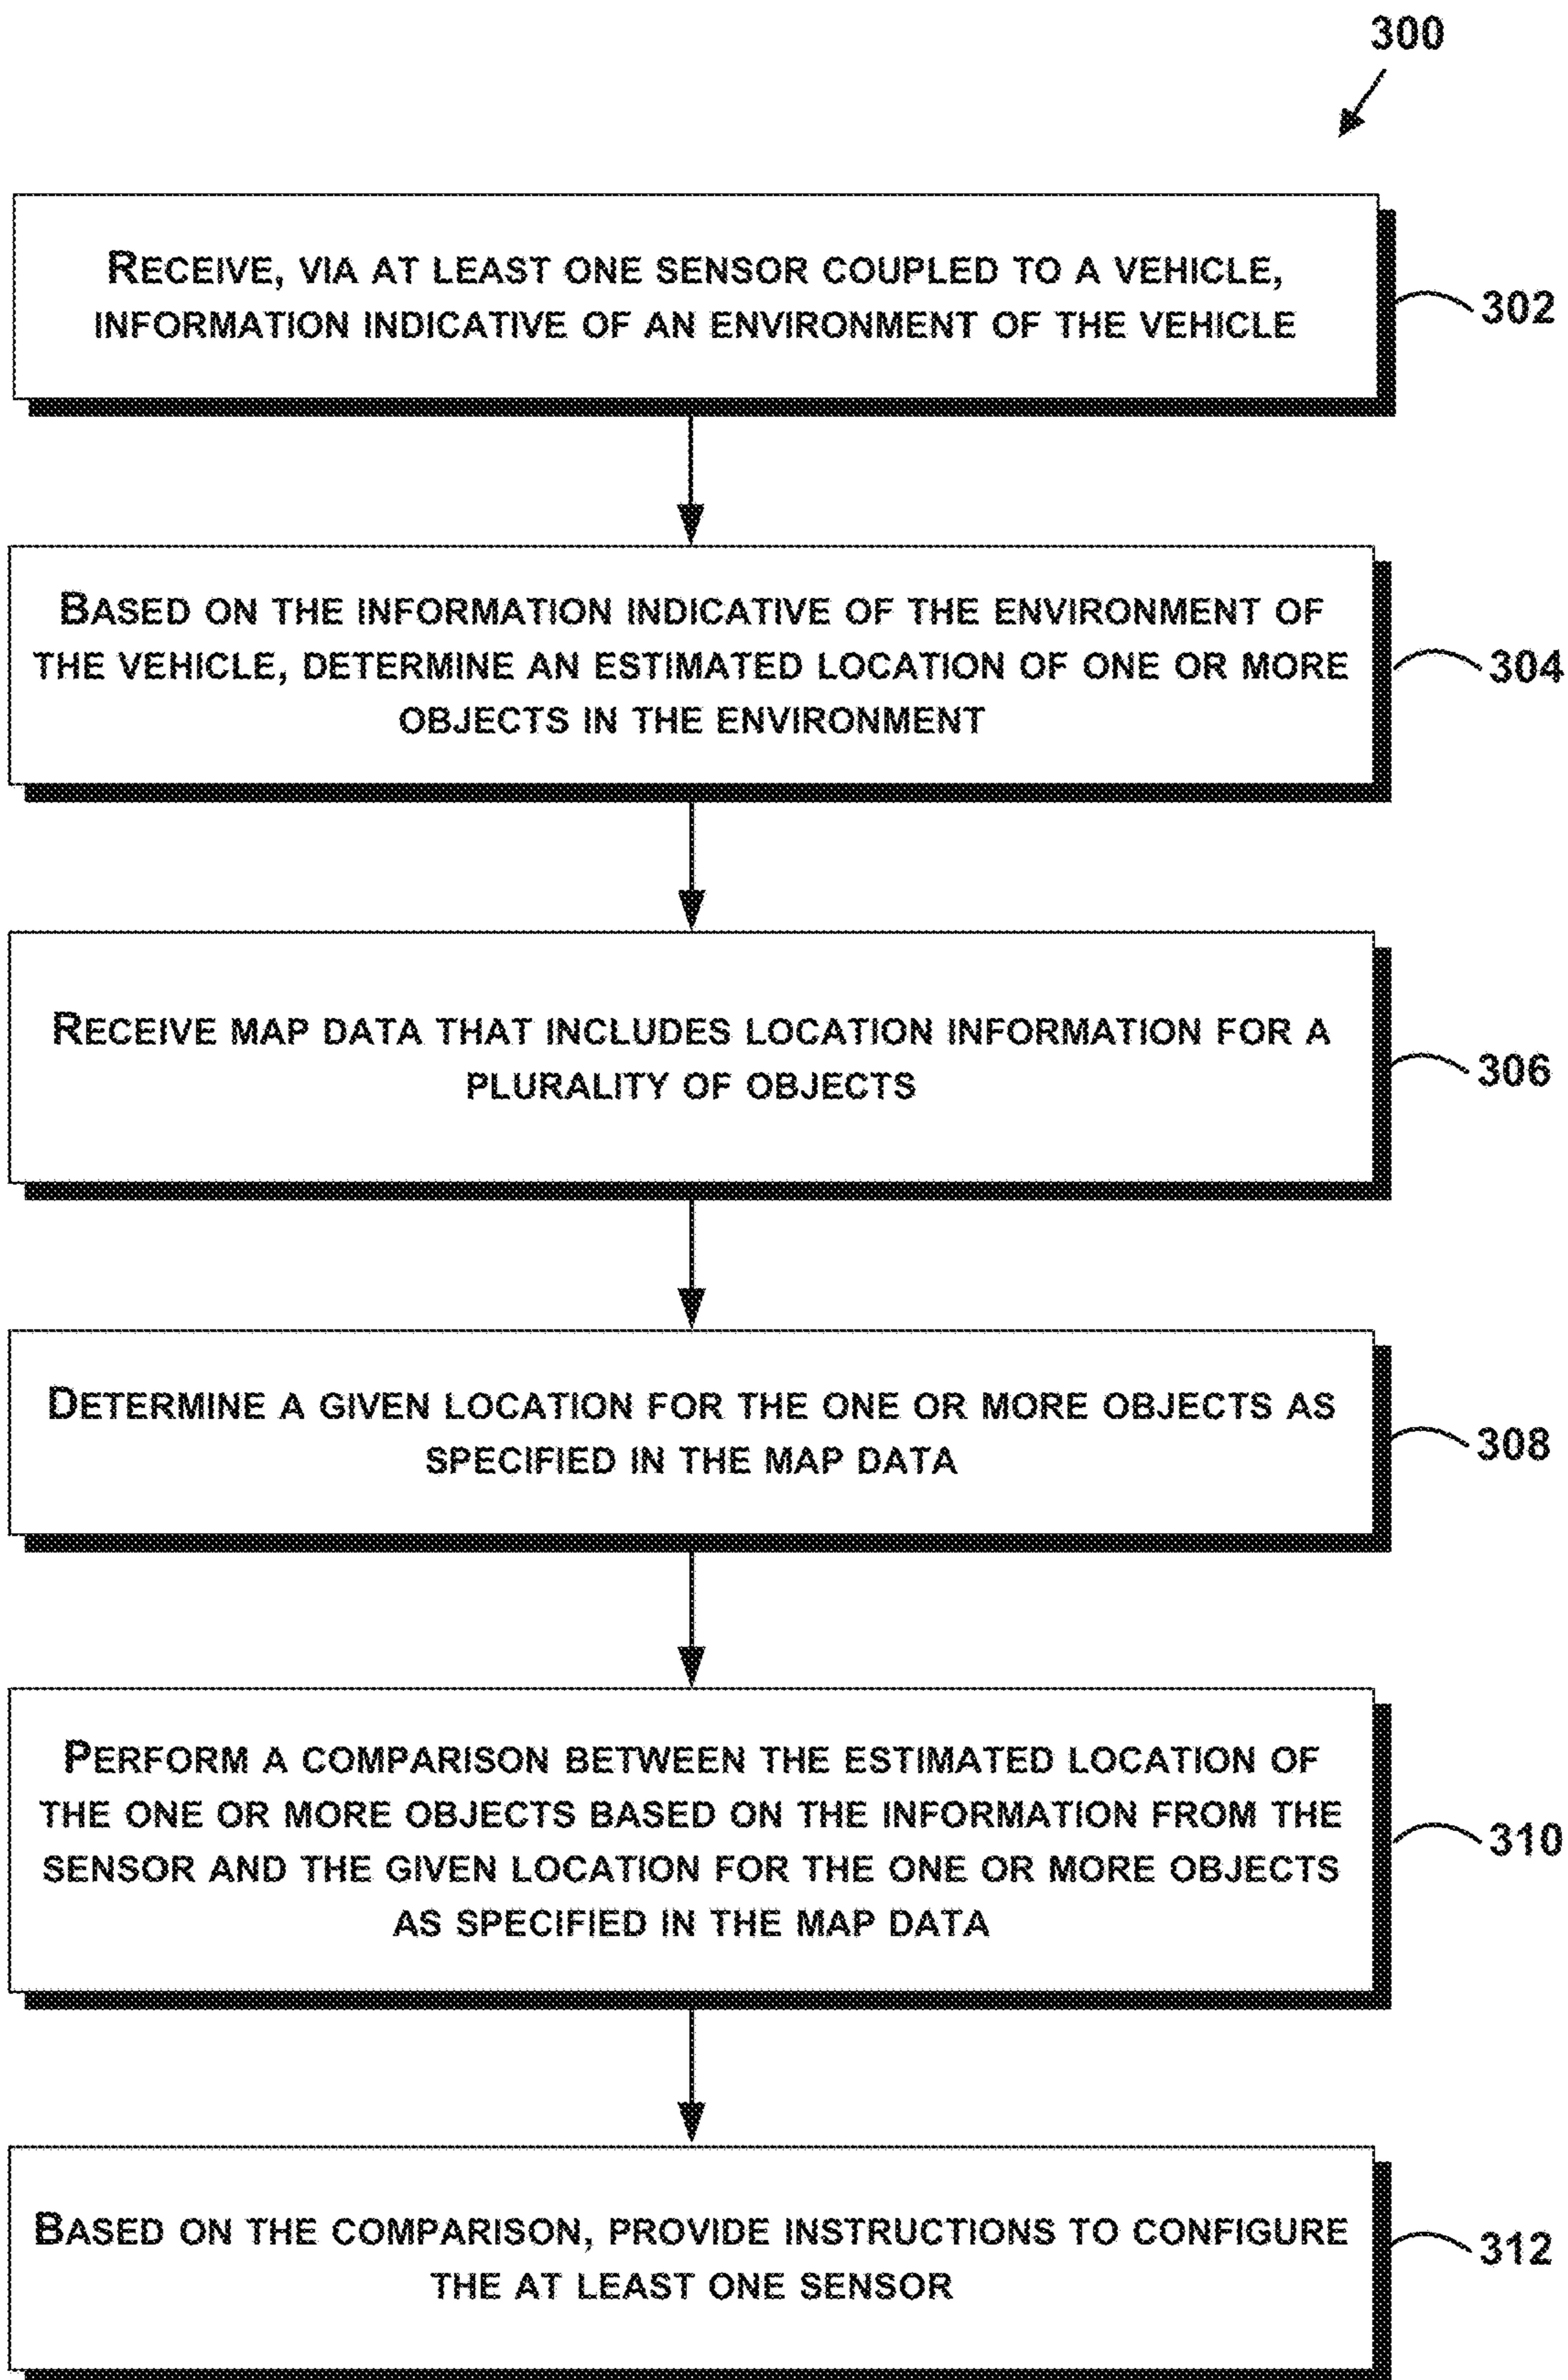 300
RECEIVE, VIA AT LEAST ONE SENSOR COUPLED TO A VEHICLE,
INFORMATION INDICATIVE OF AN ENVIRONMENT OF THE VEHICLE
302
BASED ON THE INFORMATION INDICATIVE OF THE ENVIRONMENT OF
THE VEHICLE, DETERMINE AN ESTIMATED LOCATION OF ONE OR MORE
OBJECTS IN THE ENVIRONMENT
304
RECEIVE MAP DATA THAT INCLUDES LOCATION INFORMATION FOR A
PLURALITY OF OBJECTS
306
DETERMINE A GIVEN LOCATION FOR THE ONE OR MORE OBJECTS AS
SPECIFIED IN THE MAP DATA
308
PERFORM A COMPARISON BETWEEN THE ESTIMATED LOCATION OF
THE ONE OR MORE OBJECTS BASED ON THE INFORMATION FROM THE
SENSOR AND THE GIVEN LOCATION FOR THE ONE OR MORE OBJECTS
AS SPECIFIED IN THE MAP DATA
310
BASED ON THE COMPARISON, PROVIDE INSTRUCTIONS TO CONFIGURE
THE AT LEAST ONE SENSOR
312